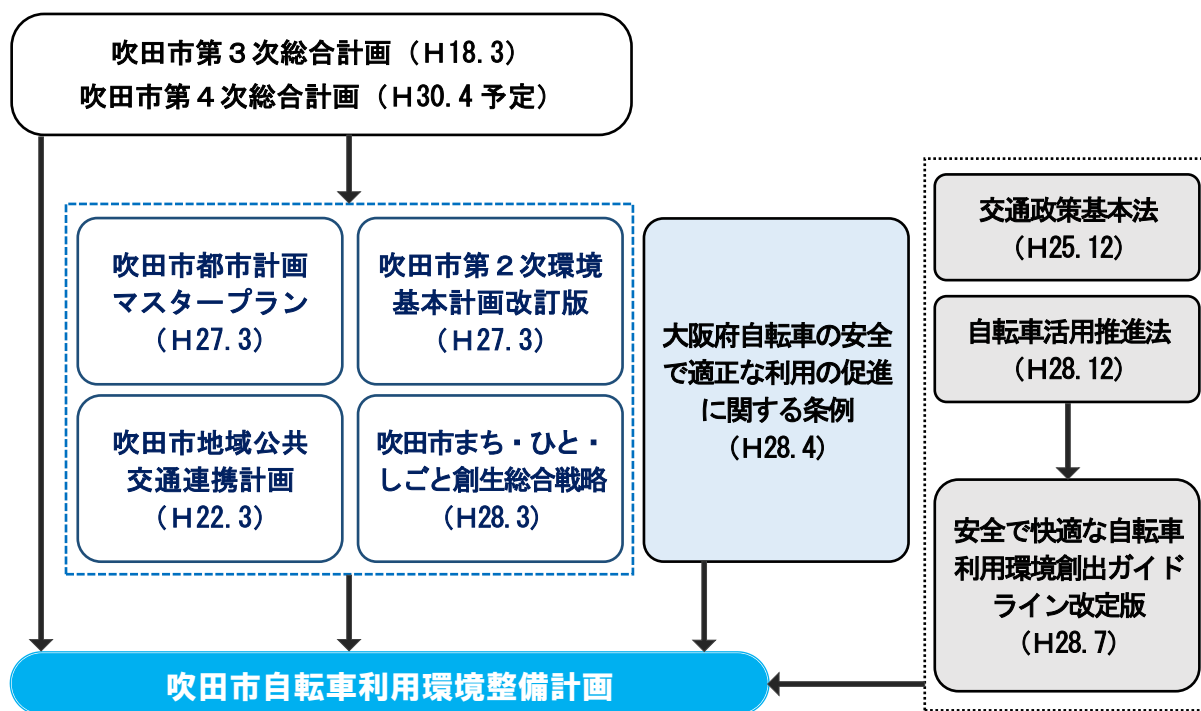 吹田市第３次総合計画（Ｈ18.3）
吹田市第４次総合計画（Ｈ30.4 予定）
吹田市都市計画
マスタープラン
（Ｈ27.3）
吹田市第２次環境
基本計画改訂版
（Ｈ27.3）
吹田市地域公共
交通連携計画
（Ｈ22.3）
吹田市まち・ひと・
しごと創生総合戦略
（Ｈ28.3）
大阪府自転車の安全
で適正な利用の促進
に関する条例
（Ｈ28.4）
交通政策基本法
（Ｈ25.12）
自転車活用推進法
（Ｈ28.12）
安全で快適な自転車
利用環境創出ガイド
ライン改定版
（Ｈ28.7）
吹田市自転車利用環境整備計画